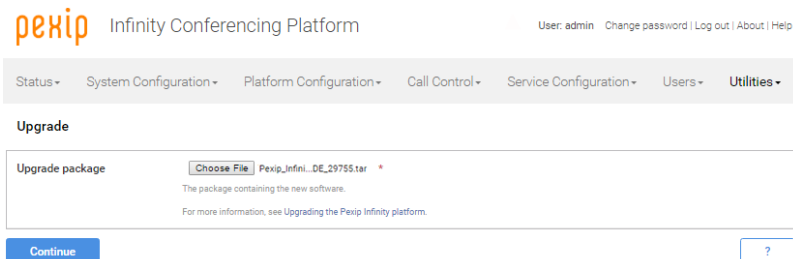 pexip Infinity Conferencing Platform User: admin Change password | Log out | About | Help
Status System Configuration Platform Configuration Call Control Service Configuration Users Utilities
Upgrade
Upgrade package Choose File Pexip_Infini...DE_29755.tar *
The package containing the new software.
For more information, see Upgrading the Pexip Infinity platform.
Continue ?